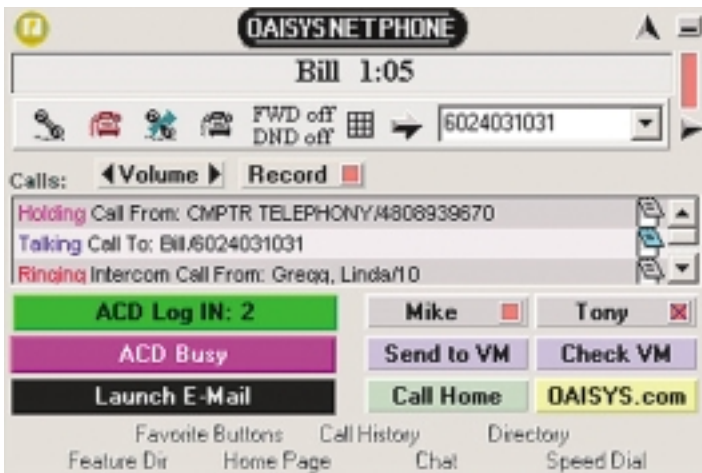 OAISYS NETPHONE
Bill 1:05
FWD off
DND off
6024031031
Calls:
Volume
Record
Holding Call From: CMPTR TELEPHONY/4808939670
Talking Call To: Bill/6024031031
Ringing Intercom Call From: Gregg, Linda/10
ACD Log IN: 2
Mike
Tony
ACD Busy
Send to VM
Check VM
Launch E-Mail
Call Home
OAISYS.com
Favorite Buttons
Call History
Directory
Feature Dir
Home Page
Chat
Speed Dial